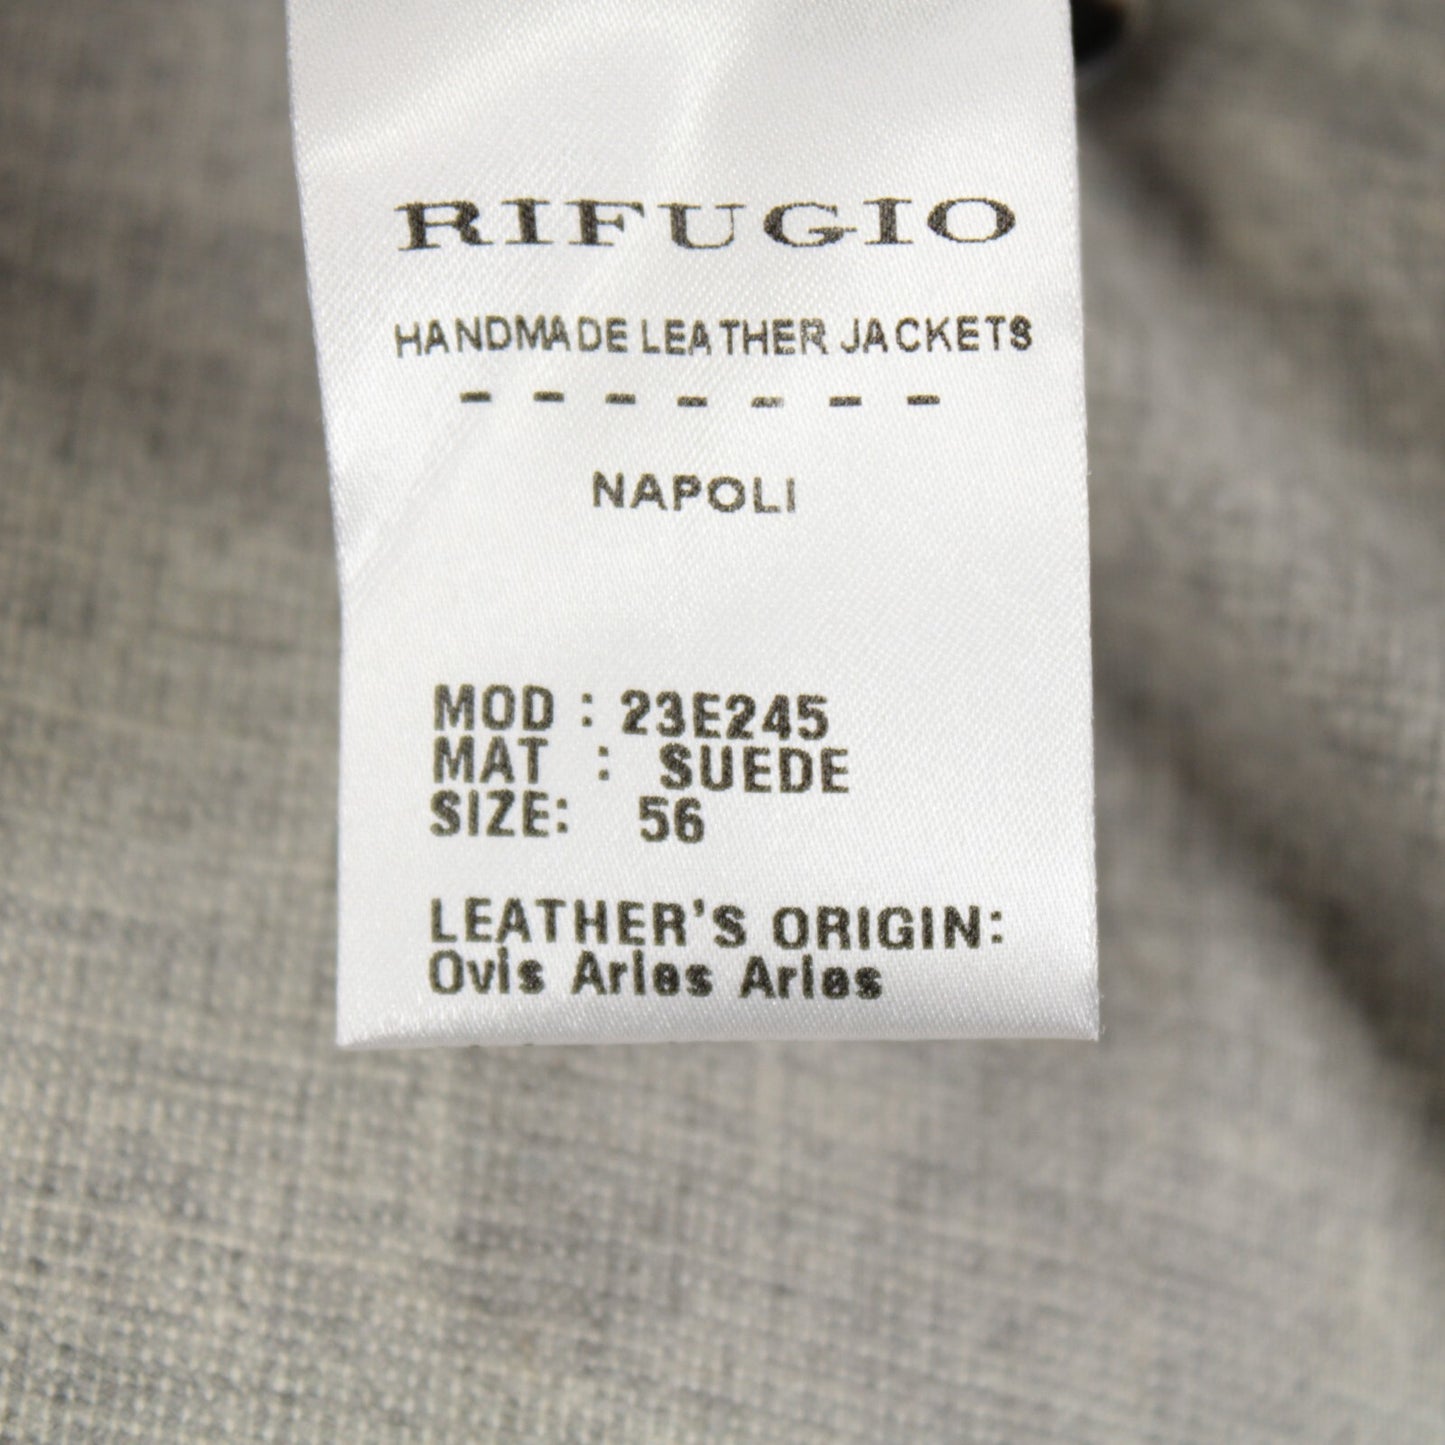 RIFUGIO
HANDMADE LEATHER JACKETS
- - - - - - -
NAPOLI
MOD : 23E245
MAT : SUEDE
SIZE: 56
LEATHER'S ORIGIN:
Ovis Aries Aries